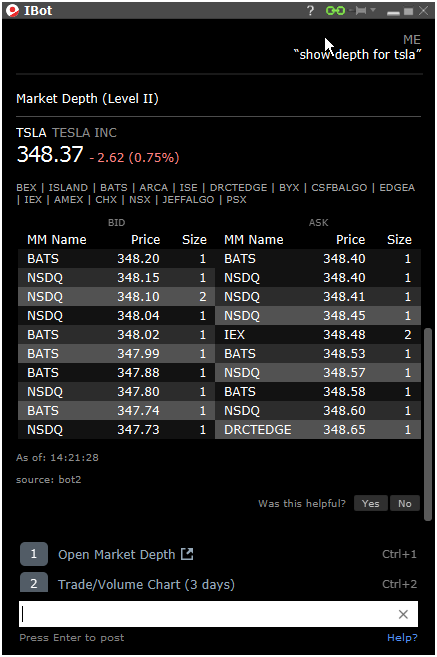 IBot
?
ME
“show depth for tsla”
Market Depth (Level II)
TSLA TESLA INC
348.37 - 2.62 (0.75%)
BEX | ISLAND | BATS | ARCA | ISE | DRCTEDGE | BYX | CSFBALGO | EDGEA
| IEX | AMEX | CHX | NSX | JEFFALGO | PSX
BID ASK
MM Name Price Size MM Name Price Size
BATS 348.20 1 BATS 348.40 1
NSDQ 348.15 1 NSDQ 348.40 1
NSDQ 348.10 2 NSDQ 348.41 1
NSDQ 348.04 1 NSDQ 348.45 1
BATS 348.02 1 IEX 348.48 2
BATS 347.99 1 BATS 348.53 1
BATS 347.88 1 NSDQ 348.57 1
NSDQ 347.80 1 BATS 348.58 1
BATS 347.74 1 NSDQ 348.60 1
NSDQ 347.73 1 DRCTEDGE 348.65 1
As of: 14:21:28
source: bot2
Was this helpful? Yes No
1 Open Market Depth Ctrl+1
2 Trade/Volume Chart (3 days) Ctrl+2
Press Enter to post Help?